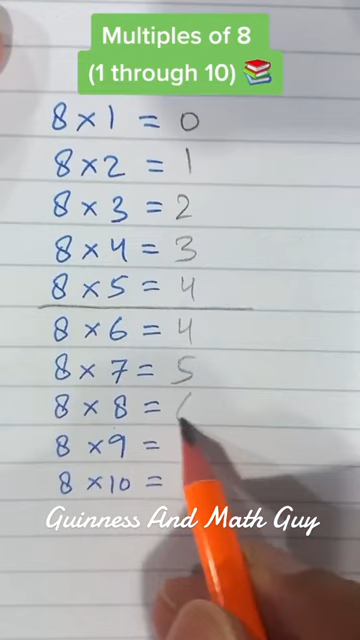 Multiples of 8
(1 through 10) 📚
8 × 1 = 0
8 × 2 = 1
8 × 3 = 2
8 × 4 = 3
8 × 5 = 4
8 × 6 = 4
8 × 7 = 5
8 × 8 =
8 × 9 =
8 × 10 =
Guinness And Math Guy